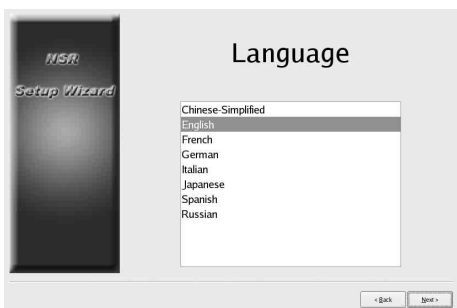 NSR
Setup Wizard
Language
Chinese-Simplified
English
French
German
Italian
Japanese
Spanish
Russian
< Back
Next >